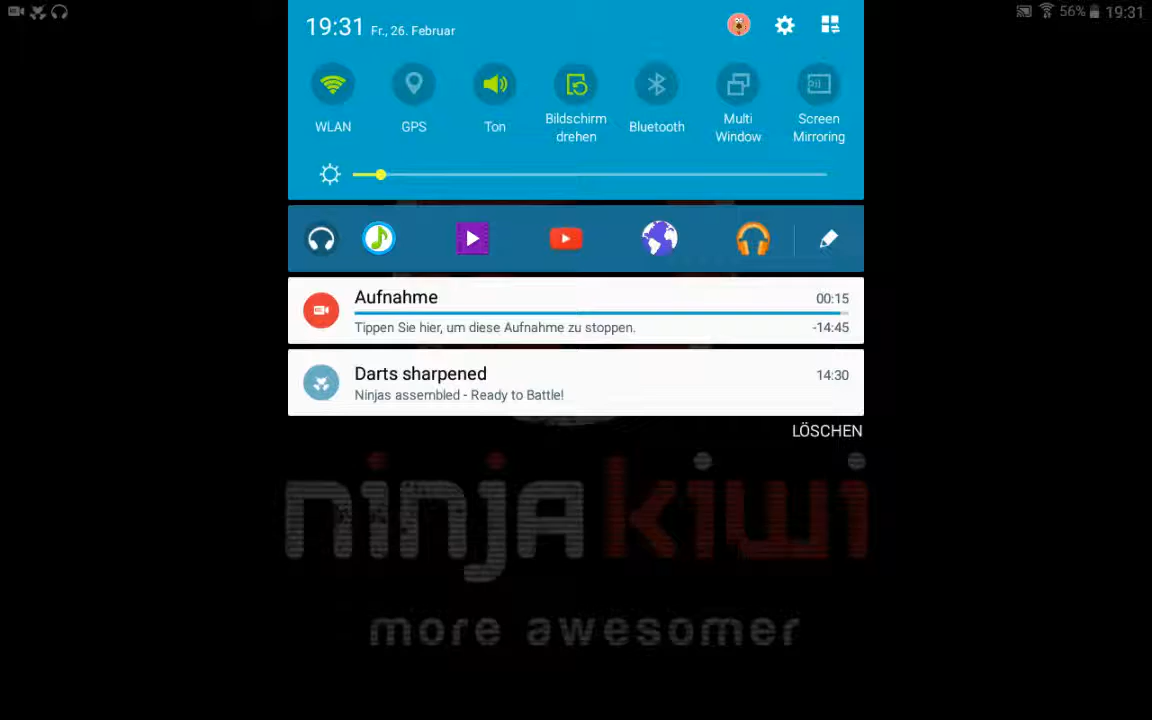 56% 19:31
19:31 Fr., 26. Februar
WLAN
GPS
Ton
Bildschirm
drehen
Bluetooth
Multi
Window
Screen
Mirroring
Aufnahme 00:15
Tippen Sie hier, um diese Aufnahme zu stoppen. -14:45
Darts sharpened 14:30
Ninjas assembled - Ready to Battle!
LÖSCHEN
ninja kiwi
more awesomer